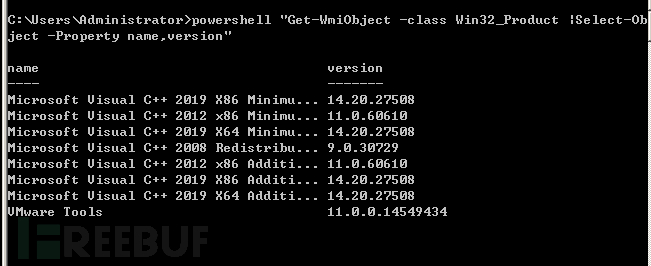 C:\Users\Administrator>powershell "Get-WmiObject -class Win32_Product |Select-Ob
ject -Property name,version"
name version
---- -------
Microsoft Visual C++ 2019 X86 Minimu... 14.20.27508
Microsoft Visual C++ 2012 x86 Minimu... 11.0.60610
Microsoft Visual C++ 2019 X64 Minimu... 14.20.27508
Microsoft Visual C++ 2008 Redistribu... 9.0.30729
Microsoft Visual C++ 2012 x86 Additi... 11.0.60610
Microsoft Visual C++ 2019 X86 Additi... 14.20.27508
Microsoft Visual C++ 2019 X64 Additi... 14.20.27508
VMware Tools 11.0.0.14549434
FREEBUF